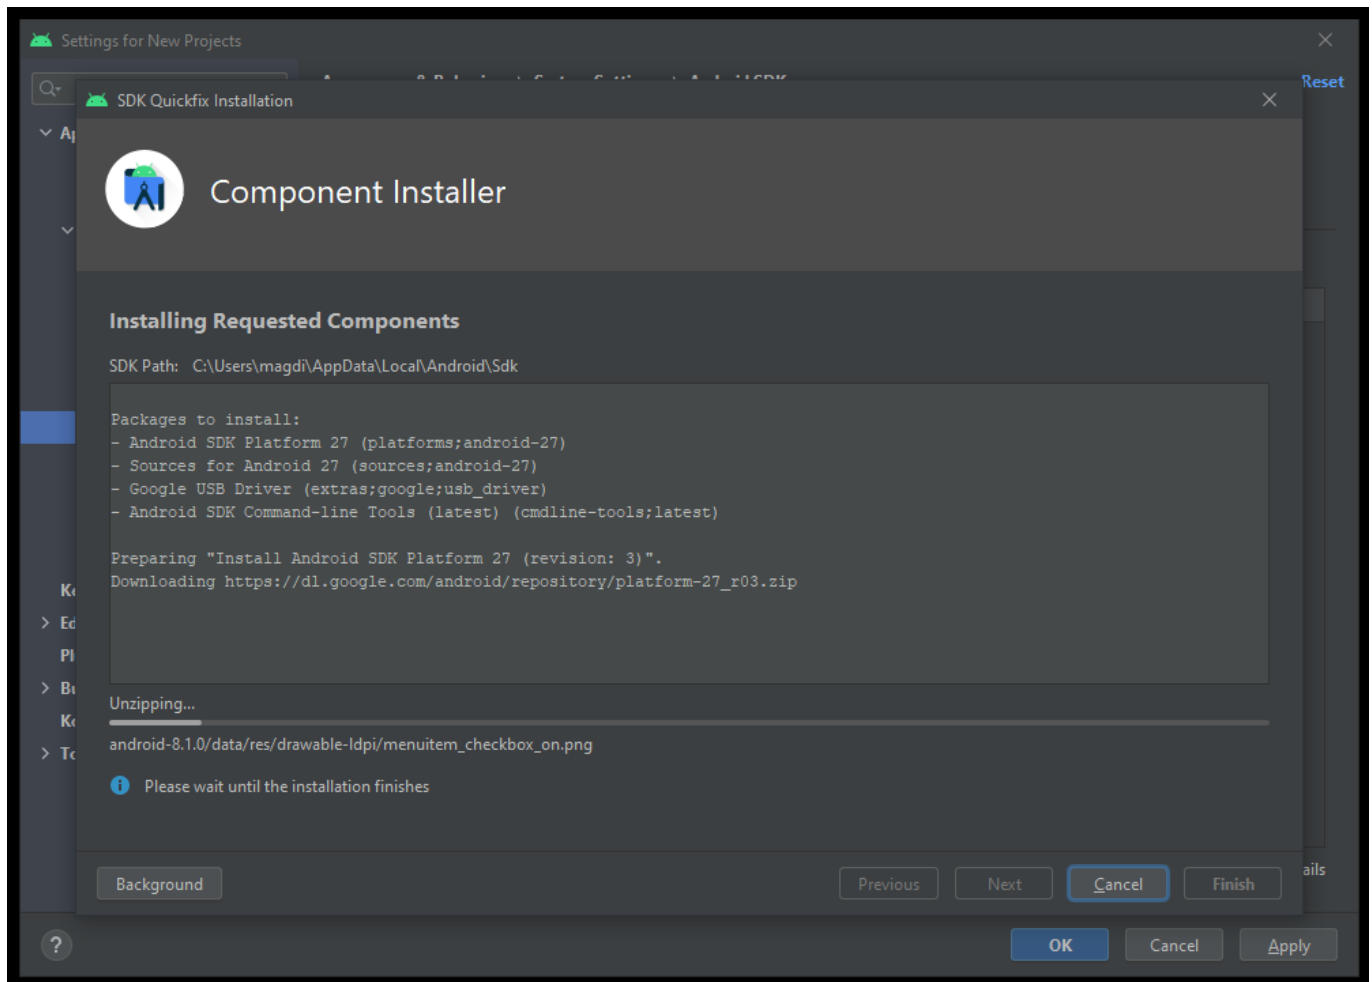 Settings for New Projects
Reset
SDK Quickfix Installation
Component Installer
Installing Requested Components
SDK Path: C:\Users\magdi\AppData\Local\Android\Sdk
Packages to install:
- Android SDK Platform 27 (platforms;android-27)
- Sources for Android 27 (sources;android-27)
- Google USB Driver (extras;google;usb_driver)
- Android SDK Command-line Tools (latest) (cmdline-tools;latest)
Preparing "Install Android SDK Platform 27 (revision: 3)".
Downloading https://dl.google.com/android/repository/platform-27_r03.zip
Unzipping...
android-8.1.0/data/res/drawable-ldpi/menuitem_checkbox_on.png
Please wait until the installation finishes
Background Previous Next Cancel Finish
? OK Cancel Apply